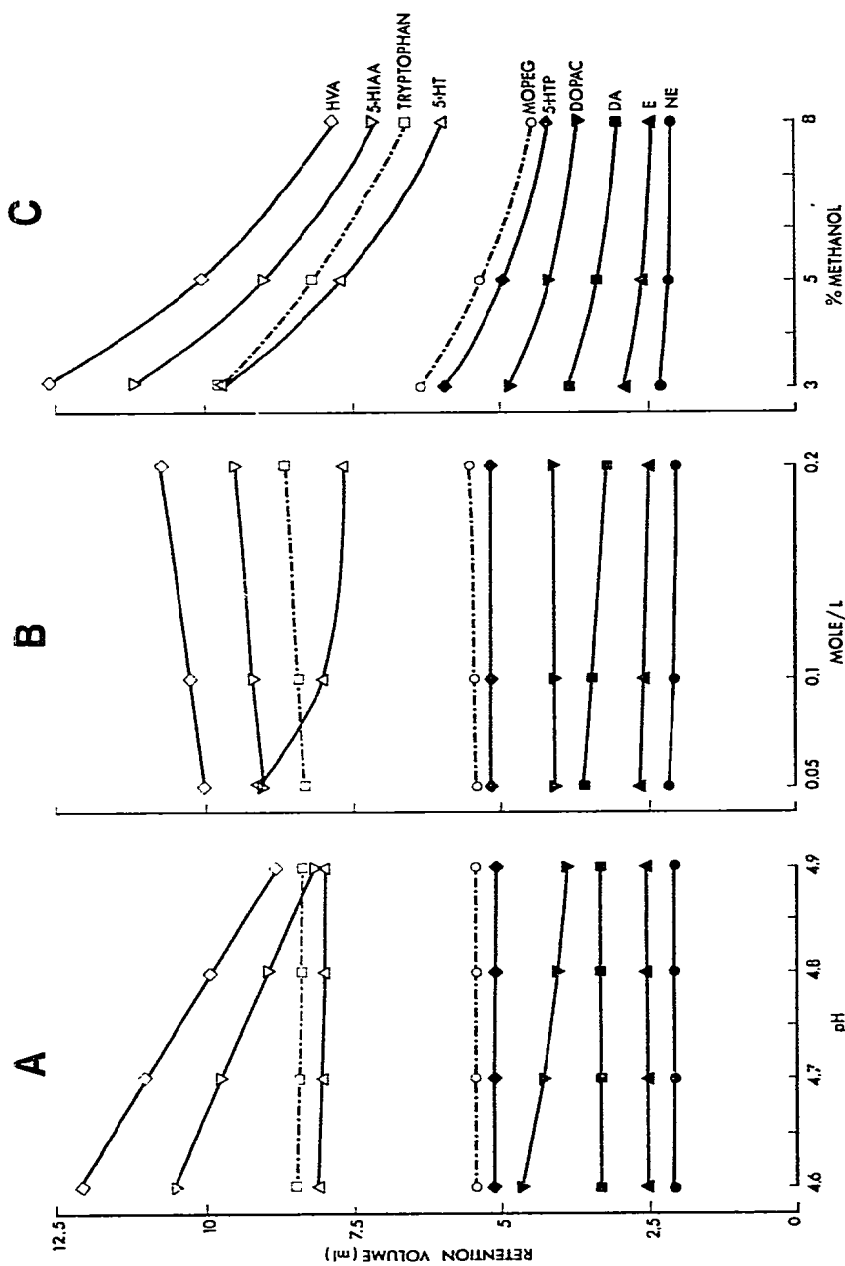 A
B
C
RETENTION VOLUME (ml)
12.5
10
7.5
5
2.5
0
4.6
4.7
4.8
4.9
pH
0.05
0.1
0.2
MOLE/L
3
5
8
% METHANOL
HVA
5-HIAA
TRYPTOPHAN
5-HT
MOPEG
5-HTP
DOPAC
DA
E
NE